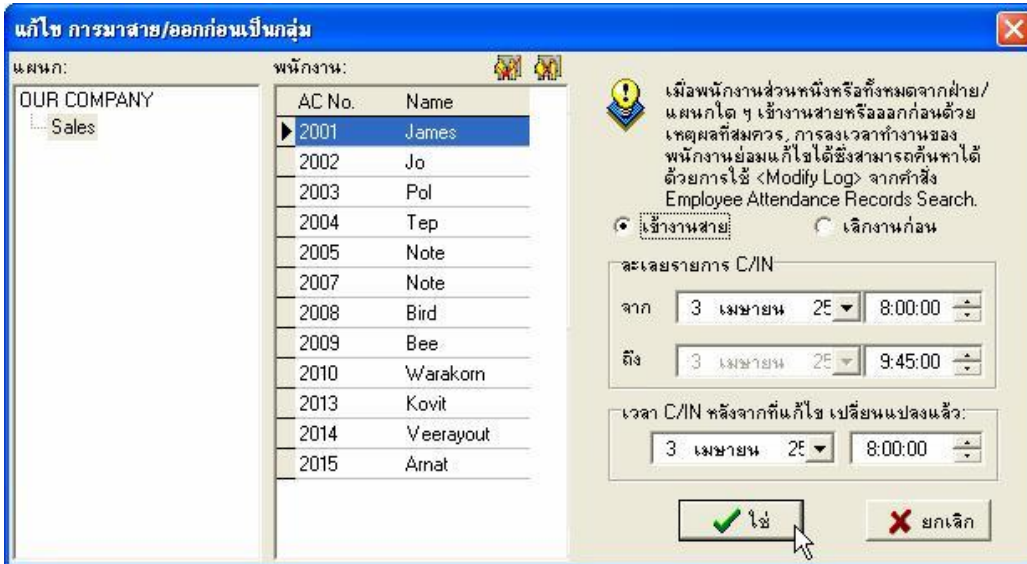 แก้ไข การมาสาย/ออกก่อนเป็นกลุ่ม
แผนก:
OUR COMPANY
Sales
พนักงาน:
AC No. Name
2001 James
2002 Jo
2003 Pol
2004 Tep
2005 Note
2007 Note
2008 Bird
2009 Bee
2010 Warakorn
2013 Kovit
2014 Veerayout
2015 Arnat
เมื่อพนักงานส่วนหนึ่งหรือทั้งหมดจากฝ่าย/
แผนกใด ๆ เข้างานสายหรือออกก่อนด้วย
เหตุผลที่สมควร, การลงเวลาทำงานของ
พนักงานย่อมแก้ไขได้ซึ่งสามารถค้นหาได้
ด้วยการใช้ <Modify Log> จากคำสั่ง
Employee Attendance Records Search.
เข้างานสาย เลิกงานก่อน
ละเลยรายการ C/IN
จาก 3 เมษายน 25 8:00:00
ถึง 3 เมษายน 25 9:45:00
เวลา C/IN หลังจากที่แก้ไข เปลี่ยนแปลงแล้ว:
3 เมษายน 25 8:00:00
ใช่ ยกเลิก